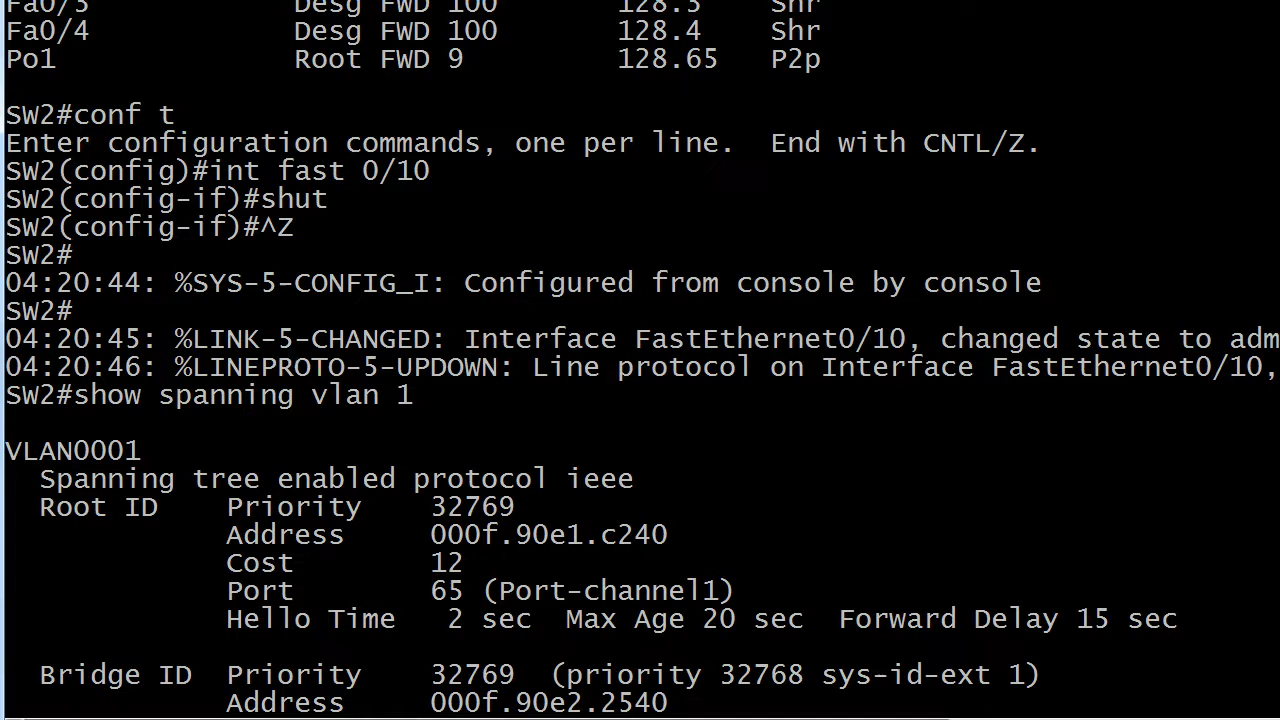 Fa0/3 Desg FWD 100 128.3 Shr
Fa0/4 Desg FWD 100 128.4 Shr
Po1 Root FWD 9 128.65 P2p
SW2#conf t
Enter configuration commands, one per line. End with CNTL/Z.
SW2(config)#int fast 0/10
SW2(config-if)#shut
SW2(config-if)#^Z
SW2#
04:20:44: %SYS-5-CONFIG_I: Configured from console by console
SW2#
04:20:45: %LINK-5-CHANGED: Interface FastEthernet0/10, changed state to adm
04:20:46: %LINEPROTO-5-UPDOWN: Line protocol on Interface FastEthernet0/10,
SW2#show spanning vlan 1
VLAN0001
Spanning tree enabled protocol ieee
Root ID Priority 32769
Address 000f.90e1.c240
Cost 12
Port 65 (Port-channel1)
Hello Time 2 sec Max Age 20 sec Forward Delay 15 sec
Bridge ID Priority 32769 (priority 32768 sys-id-ext 1)
Address 000f.90e2.2540